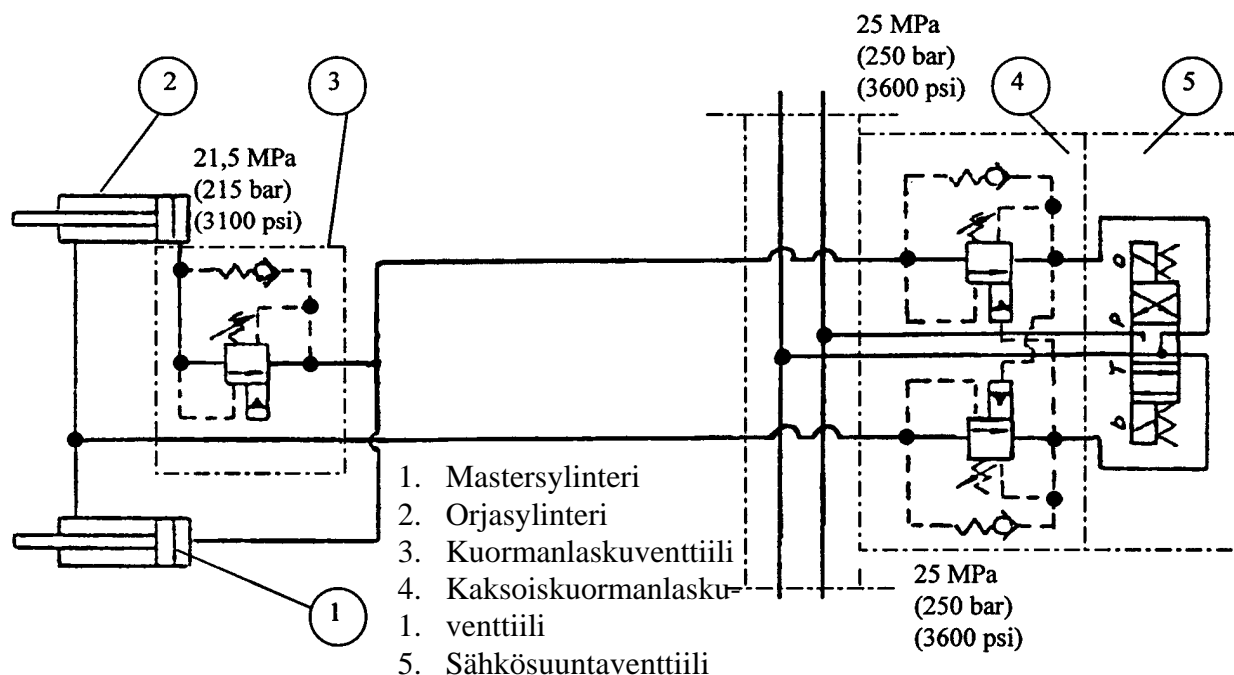 25 MPa
(250 bar)
(3600 psi)
2
3
4
5
21,5 MPa
(215 bar)
(3100 psi)
a
P
T
b
1. Mastersylinteri
2. Orjasylinteri
3. Kuormanlaskuventtiili
4. Kaksoiskuormanlasku-
1. venttiili
5. Sähkösuuntaventtiili
1
25 MPa
(250 bar)
(3600 psi)